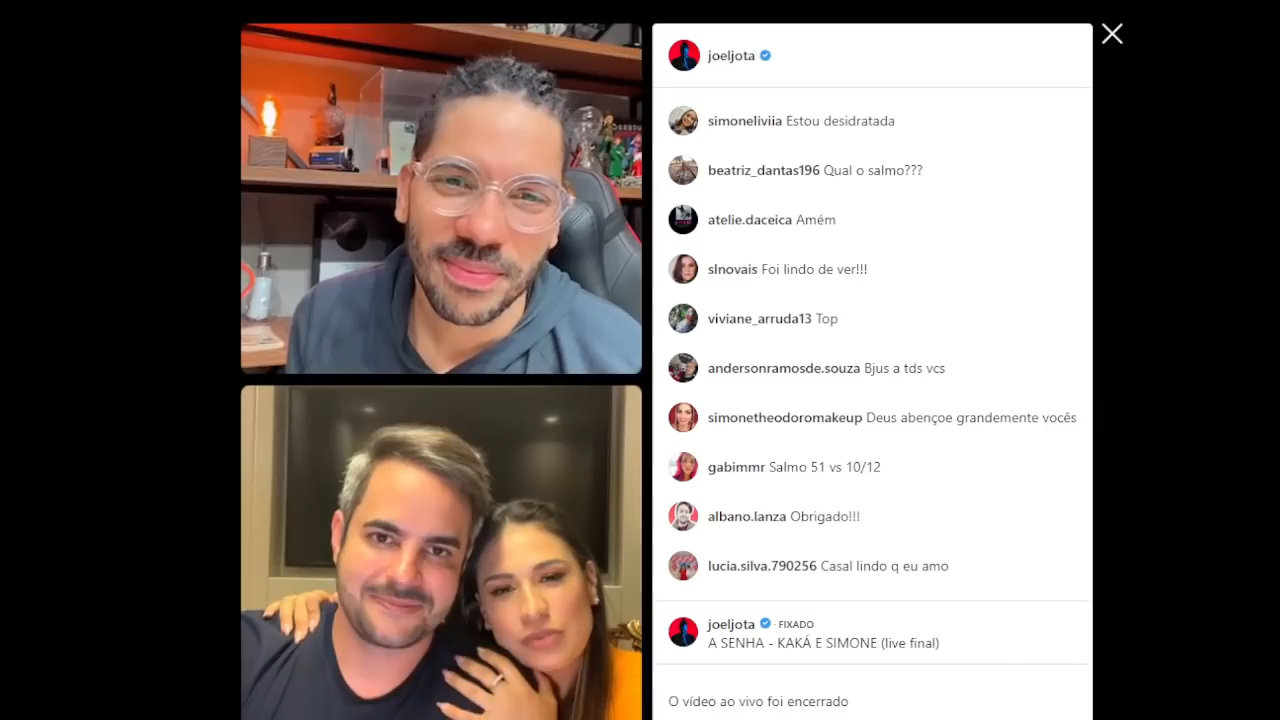 joeljota
simoneliviia Estou desidratada
beatriz_dantas196 Qual o salmo???
atelie.daceica Amém
slnovais Foi lindo de ver!!!
viviane_arruda13 Top
andersonramosde.souza Bjus a tds vcs
simonetheodoromakeup Deus abençoe grandemente vocês
gabimmr Salmo 51 vs 10/12
albano.lanza Obrigado!!!
lucia.silva.790256 Casal lindo q eu amo
joeljota · FIXADO
A SENHA - KAKÁ E SIMONE (live final)
O vídeo ao vivo foi encerrado